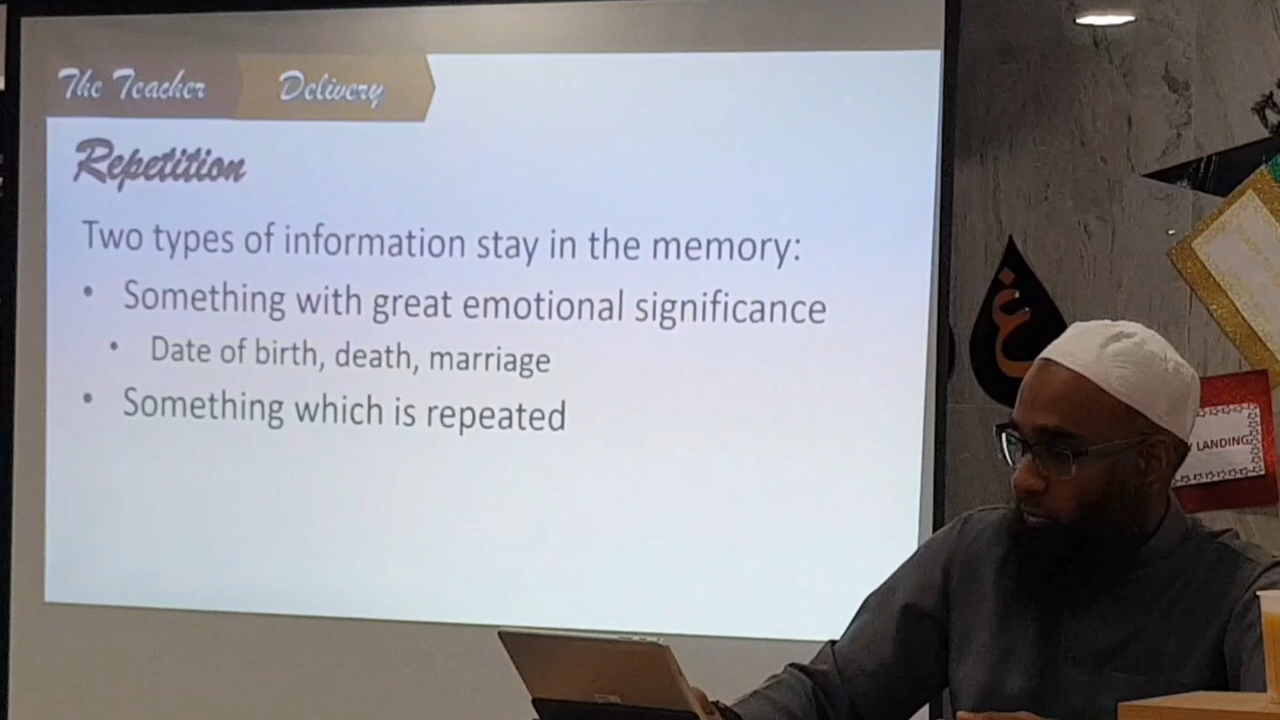 The Teacher
Delivery
Repetition
Two types of information stay in the memory:
• Something with great emotional significance
• Date of birth, death, marriage
• Something which is repeated
LANDING